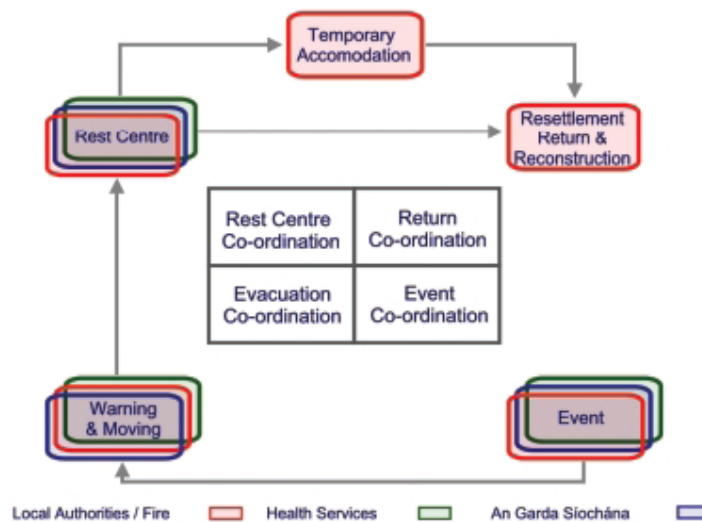 Temporary
Accomodation
Rest Centre
Resettlement
Return &
Reconstruction
Rest Centre
Co-ordination
Return
Co-ordination
Evacuation
Co-ordination
Event
Co-ordination
Warning
& Moving
Event
Local Authorities / Fire
Health Services
An Garda Síochána